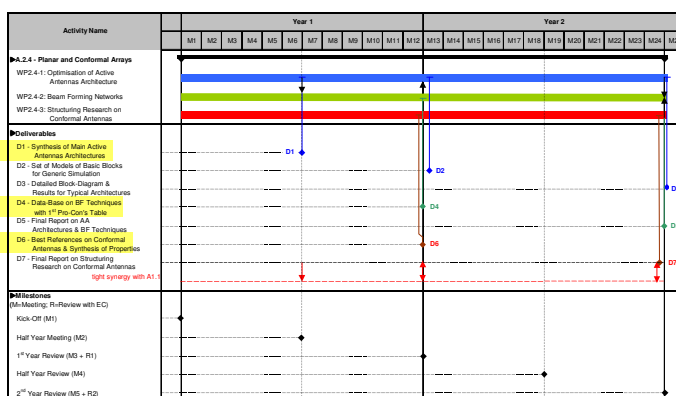 Activity Name
Year 1
Year 2
M1 M2 M3 M4 M5 M6 M7 M8 M9 M10 M11 M12 M13 M14 M15 M16 M17 M18 M19 M20 M21 M22 M23 M24
A.2.4 - Planar and Conformal Arrays
WP2.4-1: Optimisation of Active
Antennas Architecture
WP2.4-2: Beam Forming Networks
WP2.4-3: Structuring Research on
Conformal Antennas
Deliverables
D1 - Synthesis of Main Active
Antennas Architectures
D1
D2 - Set of Models of Basic Blocks
for Generic Simulation
D2
D3 - Detailed Block-Diagram &
Results for Typical Architectures
D4 - Data-Base on BF Techniques
with 1st Pro-Con's Table
D4
D5 - Final Report on AA
Architectures & BF Techniques
D6 - Best References on Conformal
Antennas & Synthesis of Properties
D6
D7 - Final Report on Structuring
Research on Conformal Antennas
D7
tight synergy with A1.1
Milestones
(M=Meeting; R=Review with EC)
Kick-Off (M1)
Half Year Meeting (M2)
1st Year Review (M3 + R1)
Half Year Review (M4)
2nd Year Review (M5 + R2)